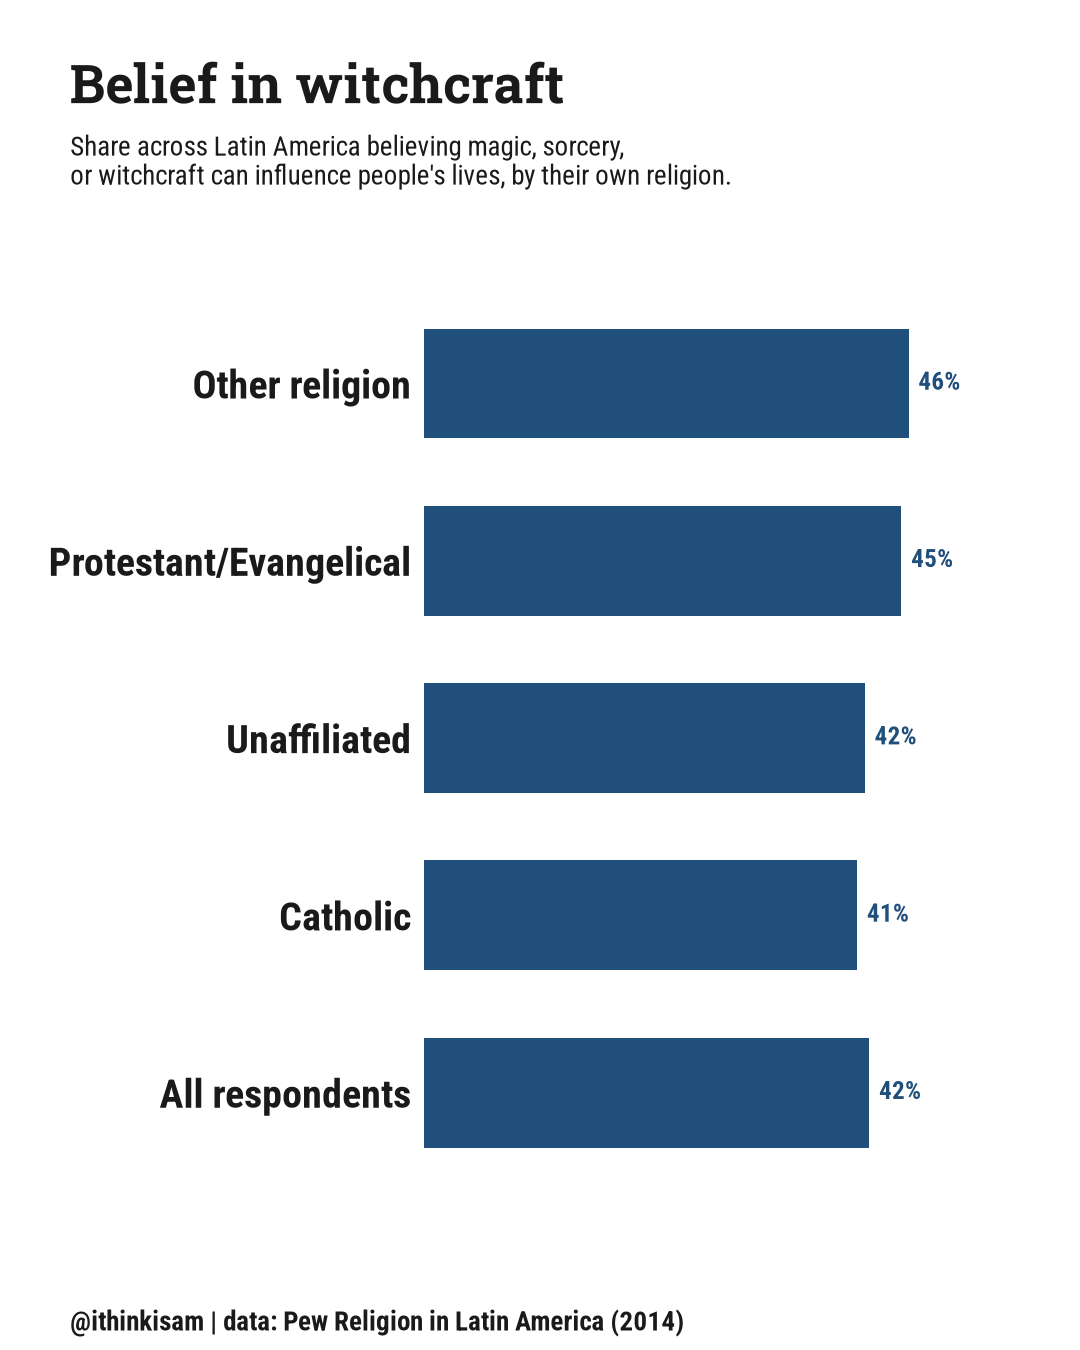 Belief in witchcraft
Share across Latin America believing magic, sorcery,
or witchcraft can influence people's lives, by their own religion.
Other religion
46%
Protestant/Evangelical
45%
Unaffiliated
42%
Catholic
41%
All respondents
42%
@ithinkisam | data: Pew Religion in Latin America (2014)